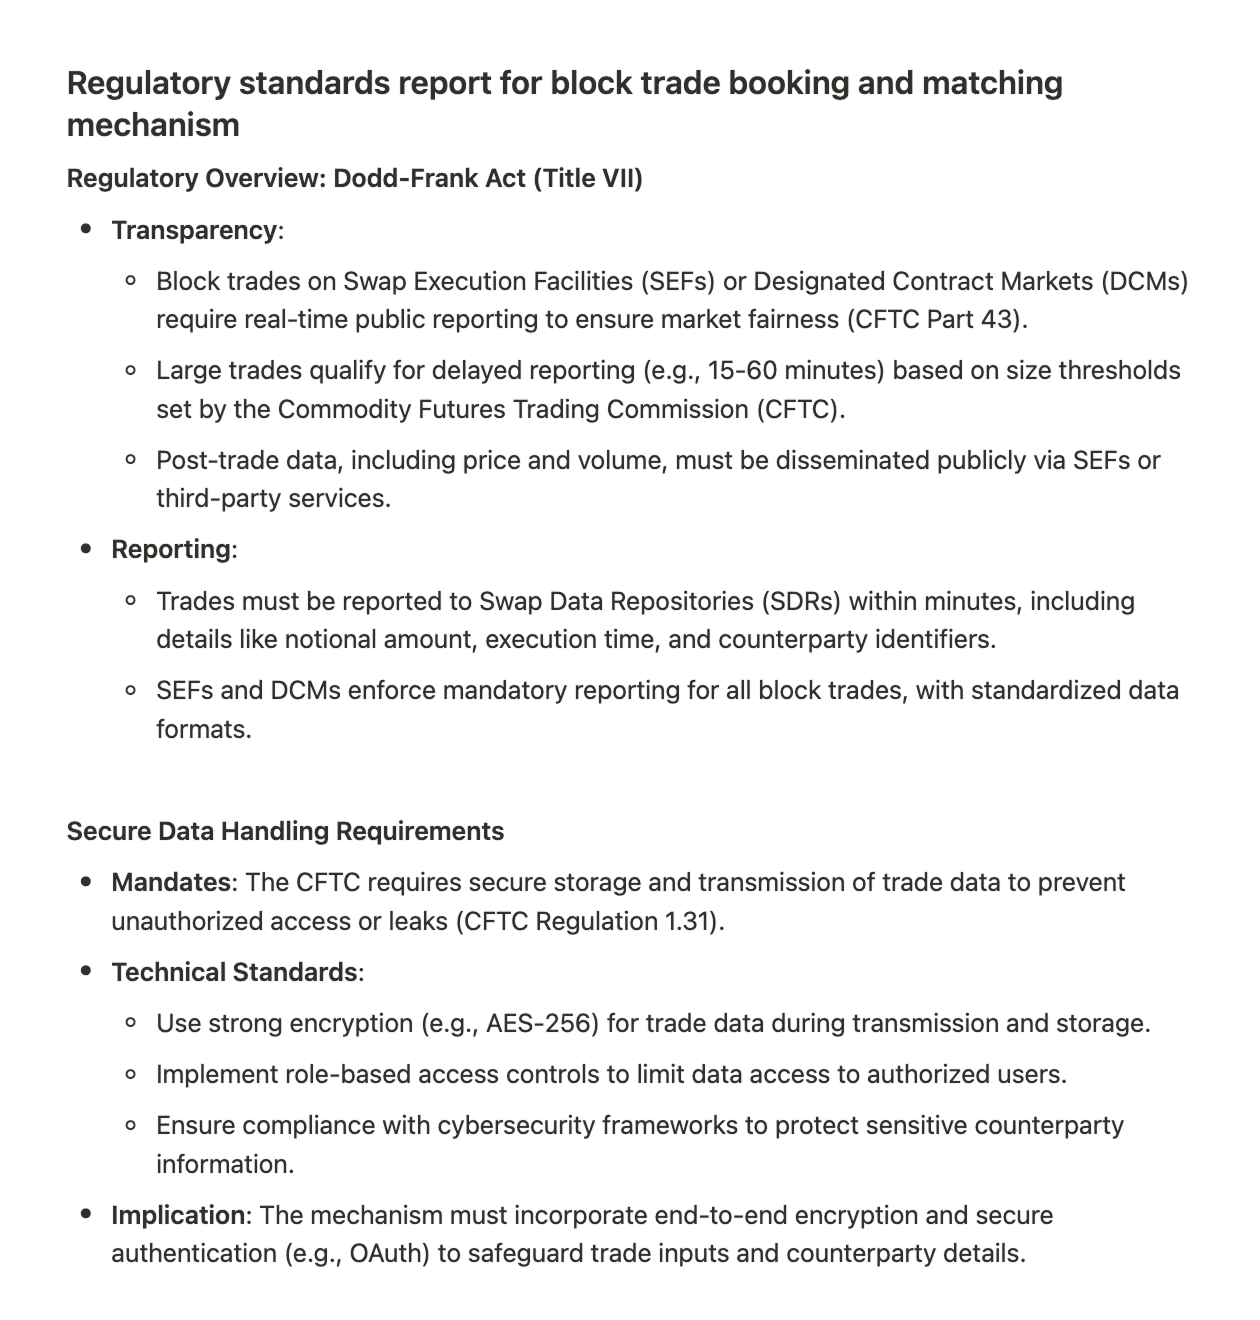 Regulatory standards report for block trade booking and matching
mechanism
Regulatory Overview: Dodd-Frank Act (Title VII)
• Transparency:
◦ Block trades on Swap Execution Facilities (SEFs) or Designated Contract Markets (DCMs)
require real-time public reporting to ensure market fairness (CFTC Part 43).
◦ Large trades qualify for delayed reporting (e.g., 15-60 minutes) based on size thresholds
set by the Commodity Futures Trading Commission (CFTC).
◦ Post-trade data, including price and volume, must be disseminated publicly via SEFs or
third-party services.
• Reporting:
◦ Trades must be reported to Swap Data Repositories (SDRs) within minutes, including
details like notional amount, execution time, and counterparty identifiers.
◦ SEFs and DCMs enforce mandatory reporting for all block trades, with standardized data
formats.
Secure Data Handling Requirements
• Mandates: The CFTC requires secure storage and transmission of trade data to prevent
unauthorized access or leaks (CFTC Regulation 1.31).
• Technical Standards:
◦ Use strong encryption (e.g., AES-256) for trade data during transmission and storage.
◦ Implement role-based access controls to limit data access to authorized users.
◦ Ensure compliance with cybersecurity frameworks to protect sensitive counterparty
information.
• Implication: The mechanism must incorporate end-to-end encryption and secure
authentication (e.g., OAuth) to safeguard trade inputs and counterparty details.